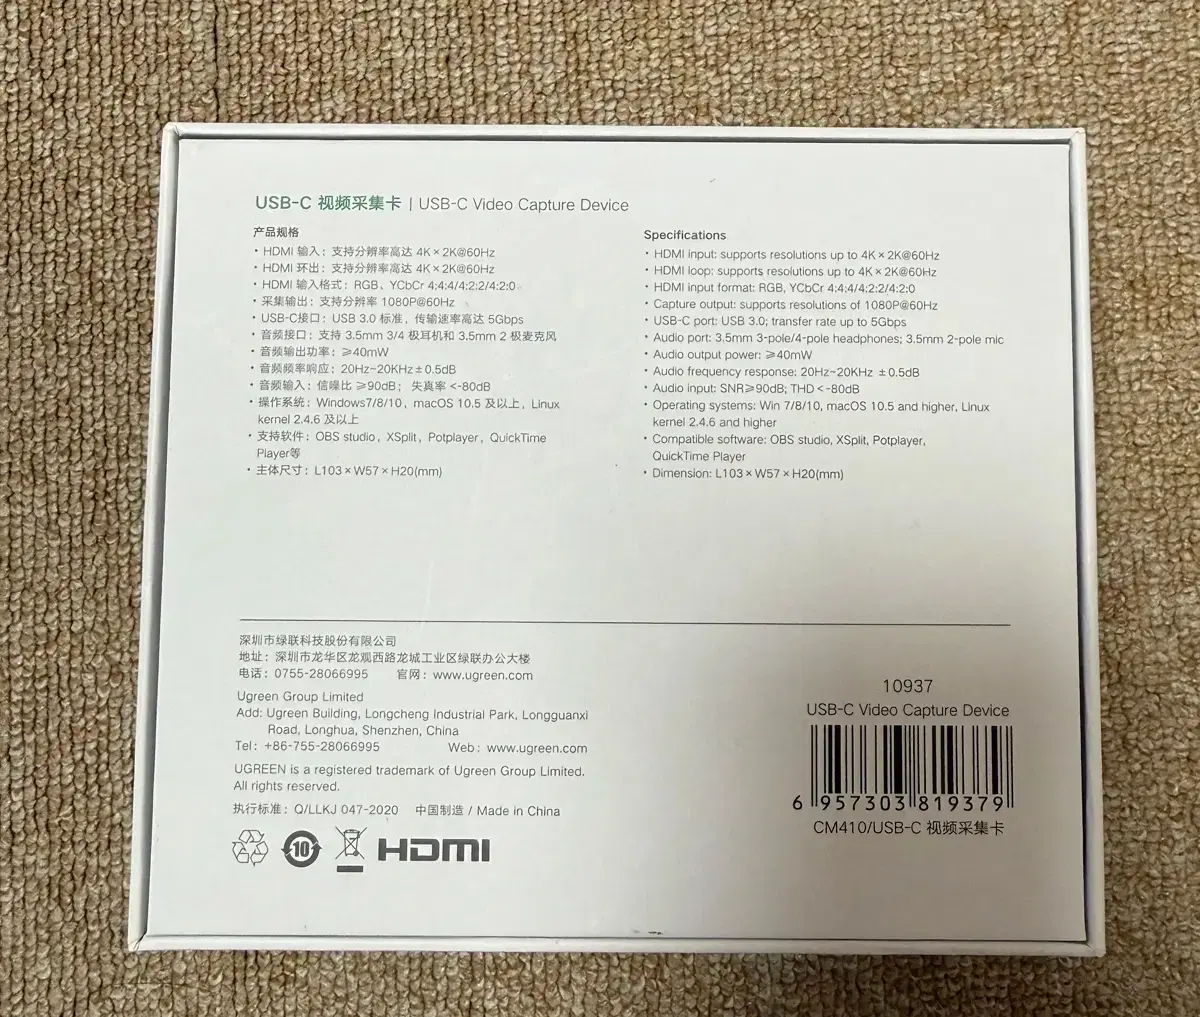 USB-C 视频采集卡 | USB-C Video Capture Device
产品规格
• HDMI 输入：支持分辨率高达 4K×2K@60Hz
• HDMI 环出：支持分辨率高达 4K×2K@60Hz
• HDMI 输入格式：RGB、YCbCr 4:4:4/4:2:2/4:2:0
• 采集输出：支持分辨率 1080P@60Hz
• USB-C接口：USB 3.0 标准，传输速率高达 5Gbps
• 音频接口：支持 3.5mm 3/4 极耳机和 3.5mm 2 极麦克风
• 音频输出功率：≥40mW
• 音频频率响应：20Hz~20KHz±0.5dB
• 音频输入：信噪比 ≥90dB；失真率 <-80dB
• 操作系统：Windows7/8/10，macOS 10.5 及以上，Linux
kernel 2.4.6 及以上
• 支持软件：OBS studio，XSplit，Potplayer，QuickTime
Player等
• 主体尺寸：L103×W57×H20(mm)
Specifications
• HDMI input: supports resolutions up to 4K×2K@60Hz
• HDMI loop: supports resolutions up to 4K×2K@60Hz
• HDMI input format: RGB, YCbCr 4:4:4/4:2:2/4:2:0
• Capture output: supports resolutions of 1080P@60Hz
• USB-C port: USB 3.0; transfer rate up to 5Gbps
• Audio port: 3.5mm 3-pole/4-pole headphones; 3.5mm 2-pole mic
• Audio output power: ≥40mW
• Audio frequency response: 20Hz~20KHz ±0.5dB
• Audio input: SNR≥90dB; THD <-80dB
• Operating systems: Win 7/8/10, macOS 10.5 and higher, Linux
kernel 2.4.6 and higher
• Compatible software: OBS studio, XSplit, Potplayer,
QuickTime Player
• Dimension: L103×W57×H20(mm)
深圳市绿联科技股份有限公司
地址：深圳市龙华区龙观西路龙城工业区绿联办公大楼
电话：0755-28066995 官网：www.ugreen.com
Ugreen Group Limited
Add: Ugreen Building, Longcheng Industrial Park, Longguanxi
Road, Longhua, Shenzhen, China
Tel: +86-755-28066995 Web: www.ugreen.com
UGREEN is a registered trademark of Ugreen Group Limited.
All rights reserved.
执行标准：Q/LLKJ 047-2020 中国制造 / Made in China
10
HDMI
10937
USB-C Video Capture Device
6 957303 819379
CM410/USB-C 视频采集卡